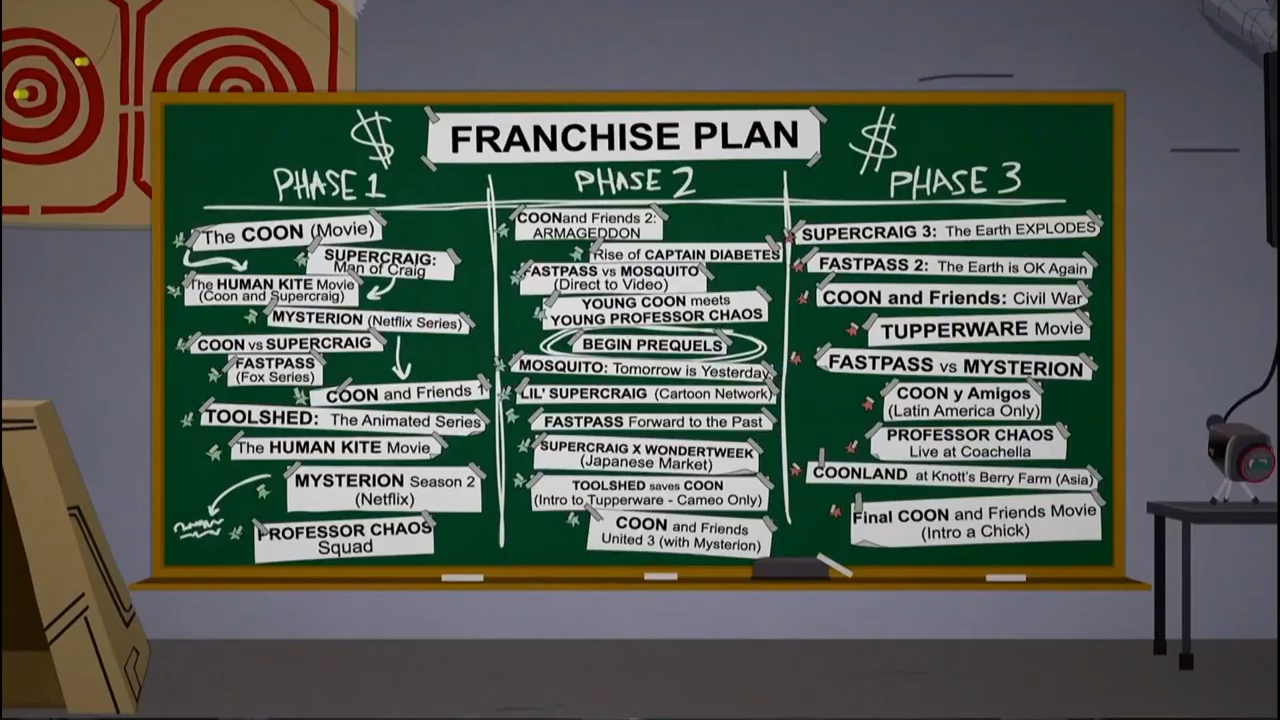 $ FRANCHISE PLAN $
PHASE 1
The COON (Movie)
SUPERCRAIG:
Man of Craig
The HUMAN KITE Movie
(Coon and Supercraig)
MYSTERION (Netflix Series)
COON vs SUPERCRAIG
FASTPASS
(Fox Series)
COON and Friends 1
TOOLSHED: The Animated Series
The HUMAN KITE Movie
MYSTERION Season 2
(Netflix)
PROFESSOR CHAOS
Squad
PHASE 2
COONand Friends 2:
ARMAGEDDON
Rise of CAPTAIN DIABETES
FASTPASS vs MOSQUITO
(Direct to Video)
YOUNG COON meets
YOUNG PROFESSOR CHAOS
BEGIN PREQUELS
MOSQUITO: Tomorrow is Yesterday
LIL' SUPERCRAIG (Cartoon Network)
FASTPASS Forward to the Past
SUPERCRAIG X WONDERTWEEK
(Japanese Market)
TOOLSHED saves COON
(Intro to Tupperware - Cameo Only)
COON and Friends
United 3 (with Mysterion)
PHASE 3
SUPERCRAIG 3: The Earth EXPLODES
FASTPASS 2: The Earth is OK Again
COON and Friends: Civil War
TUPPERWARE Movie
FASTPASS vs MYSTERION
COON y Amigos
(Latin America Only)
PROFESSOR CHAOS
Live at Coachella
COONLAND at Knott's Berry Farm (Asia)
Final COON and Friends Movie
(Intro a Chick)